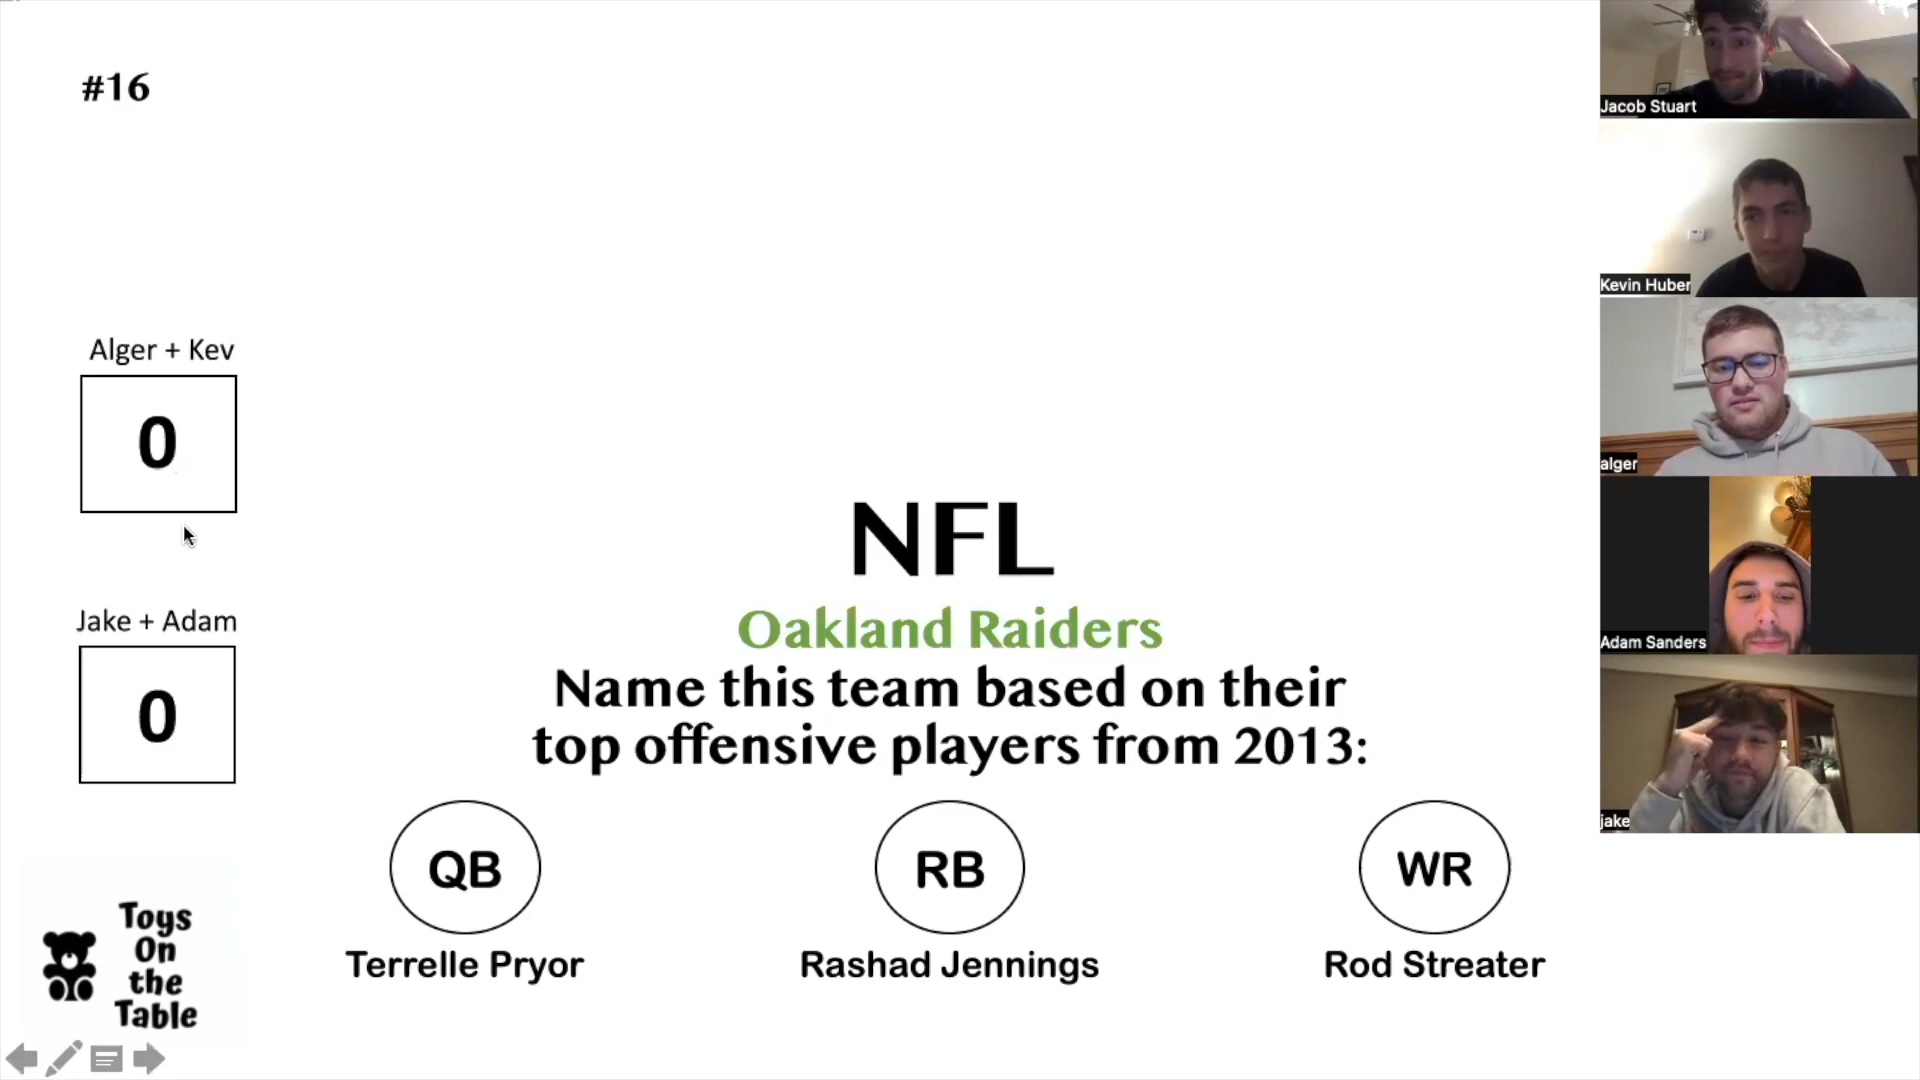 #16
Alger + Kev
0
Jake + Adam
0
NFL
Oakland Raiders
Name this team based on their
top offensive players from 2013:
QB
RB
WR
Terrelle Pryor
Rashad Jennings
Rod Streater
Toys
On
the
Table
Jacob Stuart
Kevin Huber
alger
Adam Sanders
jake